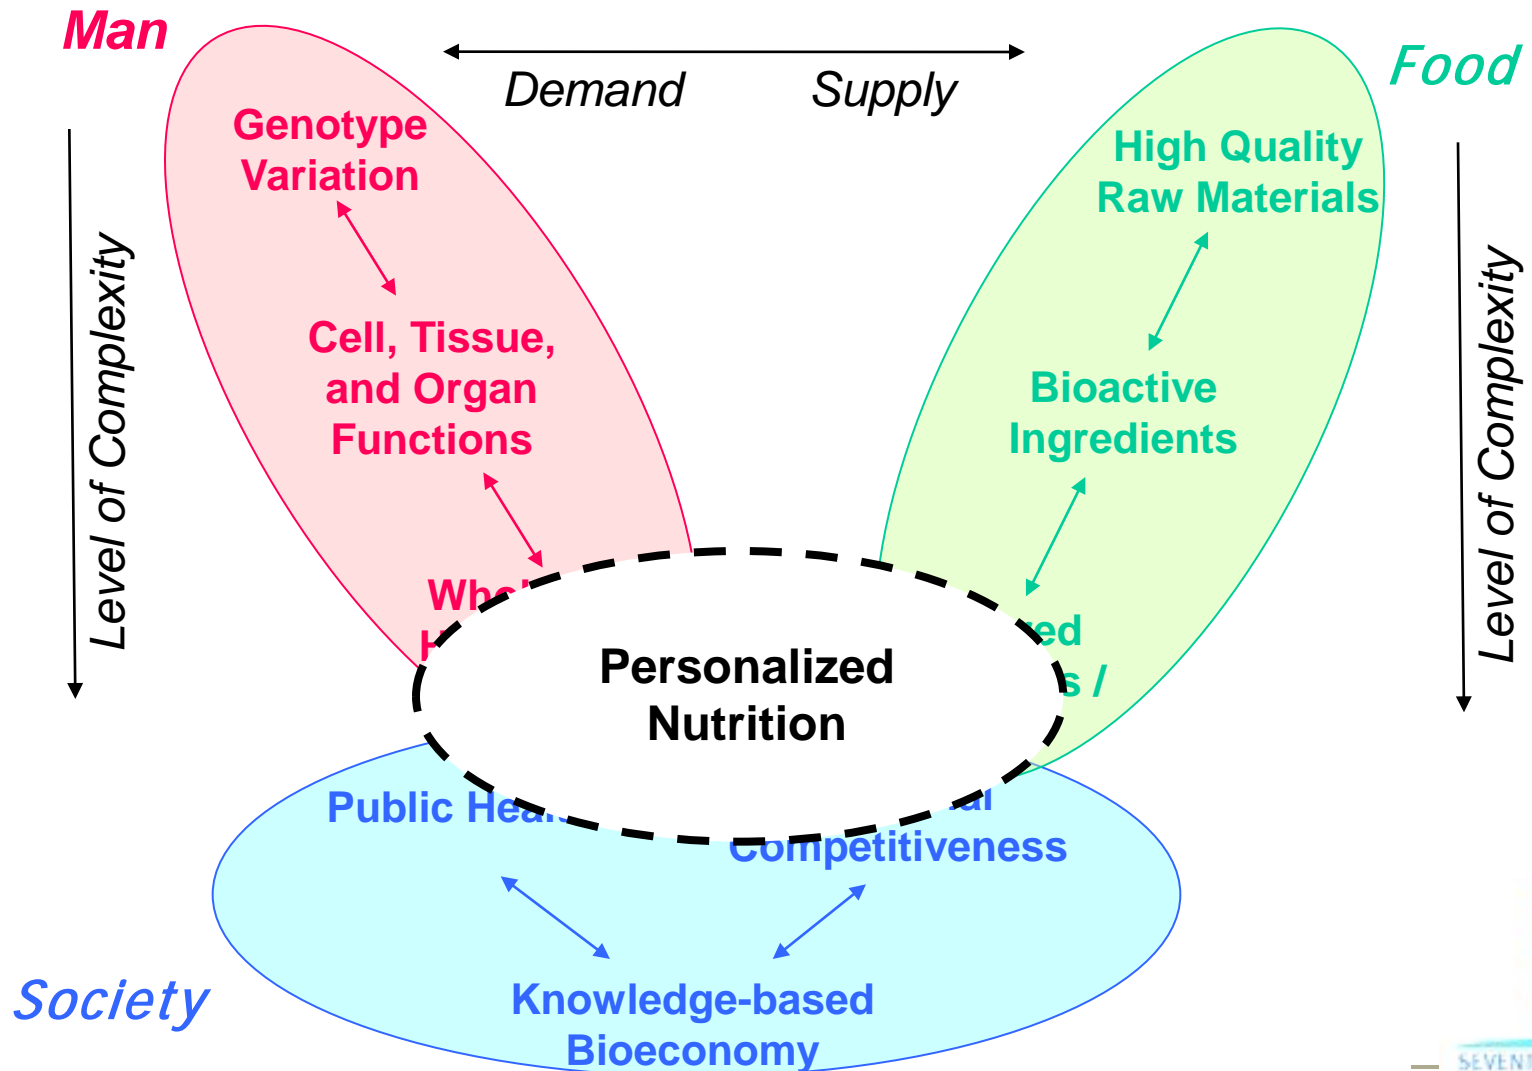 Man
Demand Supply
Food
Genotype
Variation
High Quality
Raw Materials
Level of Complexity
Level of Complexity
Cell, Tissue,
and Organ
Functions
Bioactive
Ingredients
Personalized
Nutrition
Public
Competitiveness
Society
Knowledge-based
Bioeconomy